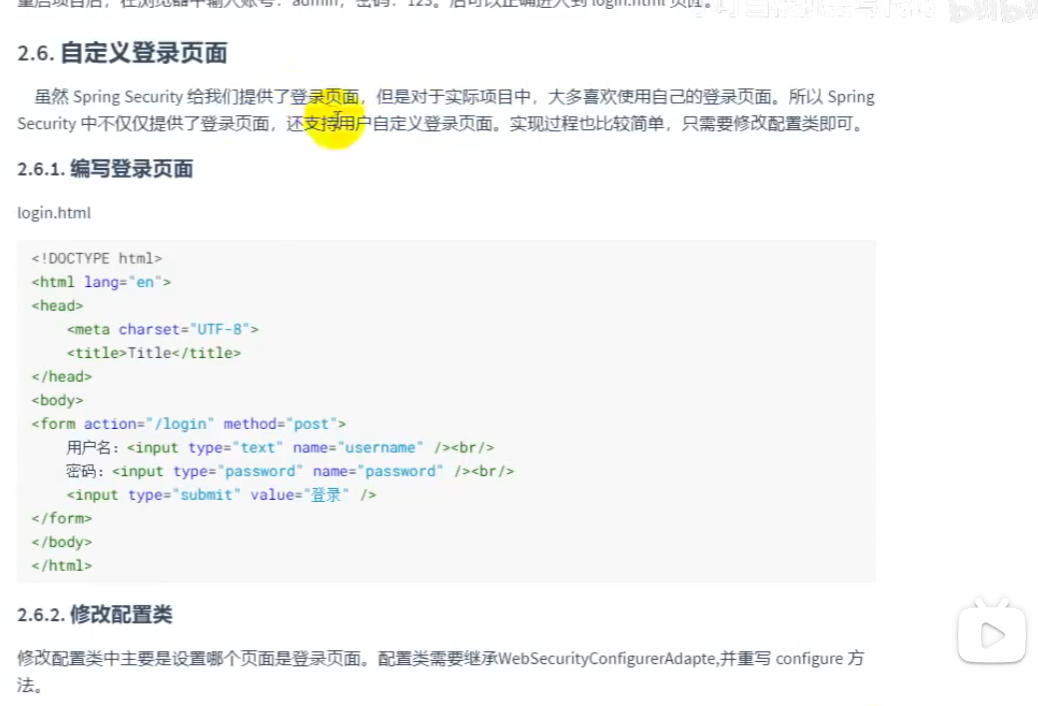 重启项目后，在浏览器中输入账号：admin，密码：123。后可以正确进入到 login.html 页面。
bilibili
2.6. 自定义登录页面
虽然 Spring Security 给我们提供了登录页面，但是对于实际项目中，大多喜欢使用自己的登录页面。所以 Spring
Security 中不仅仅提供了登录页面，还支持用户自定义登录页面。实现过程也比较简单，只需要修改配置类即可。
2.6.1. 编写登录页面
login.html
<!DOCTYPE html>
<html lang="en">
<head>
    <meta charset="UTF-8">
    <title>Title</title>
</head>
<body>
<form action="/login" method="post">
    用户名：<input type="text" name="username" /><br/>
    密码：<input type="password" name="password" /><br/>
    <input type="submit" value="登录" />
</form>
</body>
</html>
2.6.2. 修改配置类
修改配置类中主要是设置哪个页面是登录页面。配置类需要继承WebSecurityConfigurerAdapte,并重写 configure 方
法。